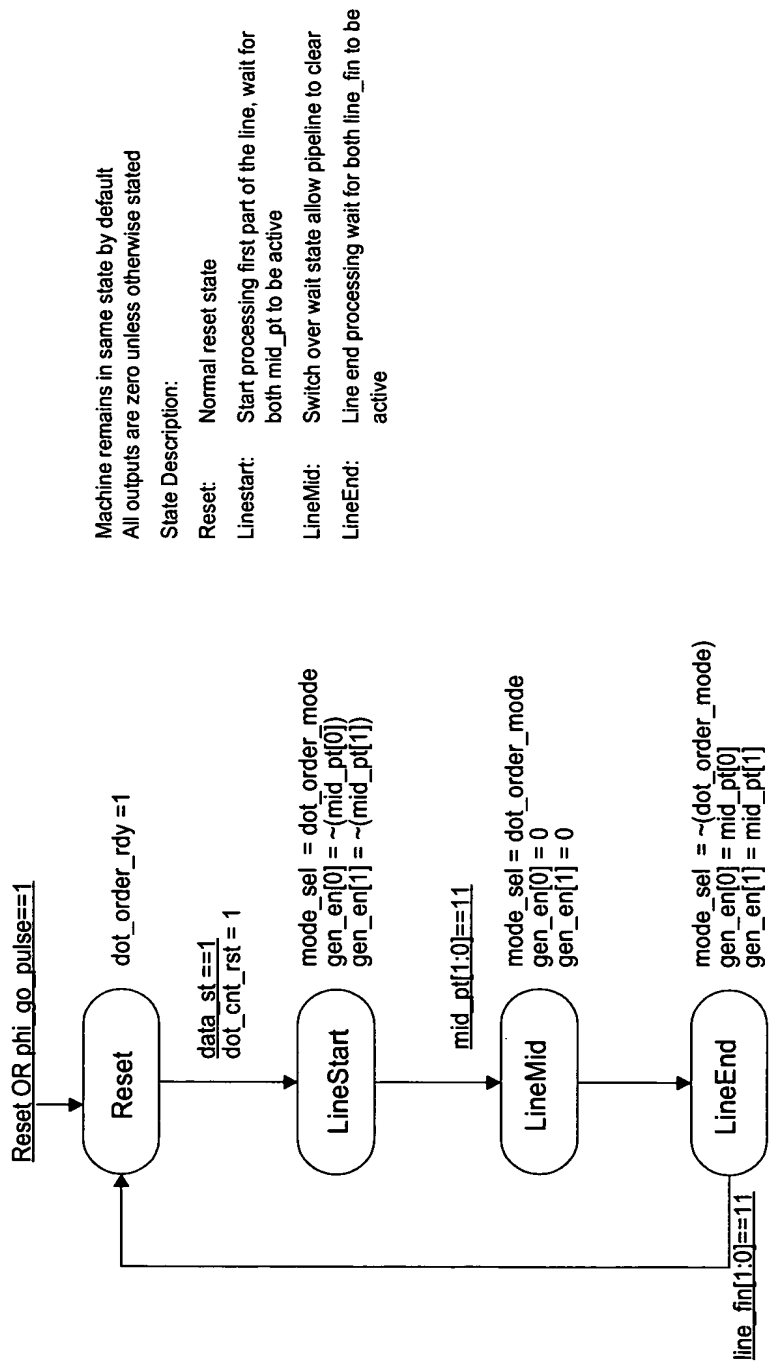 Reset OR phi_go_pulse==1
Reset
dot_order_rdy =1
data_st ==1
dot_cnt_rst = 1
LineStart
mode_sel = dot_order_mode
gen_en[0] = ~(mid_pt[0])
gen_en[1] = ~(mid_pt[1])
mid_pt[1:0]==11
LineMid
mode_sel = dot_order_mode
gen_en[0] = 0
gen_en[1] = 0
LineEnd
mode_sel = ~(dot_order_mode)
gen_en[0] = mid_pt[0]
gen_en[1] = mid_pt[1]
line_fin[1:0]==11
Machine remains in same state by default
All outputs are zero unless otherwise stated
State Description:
Reset: Normal reset state
Linestart: Start processing first part of the line, wait for
both mid_pt to be active
LineMid: Switch over wait state allow pipeline to clear
LineEnd: Line end processing wait for both line_fin to be
active